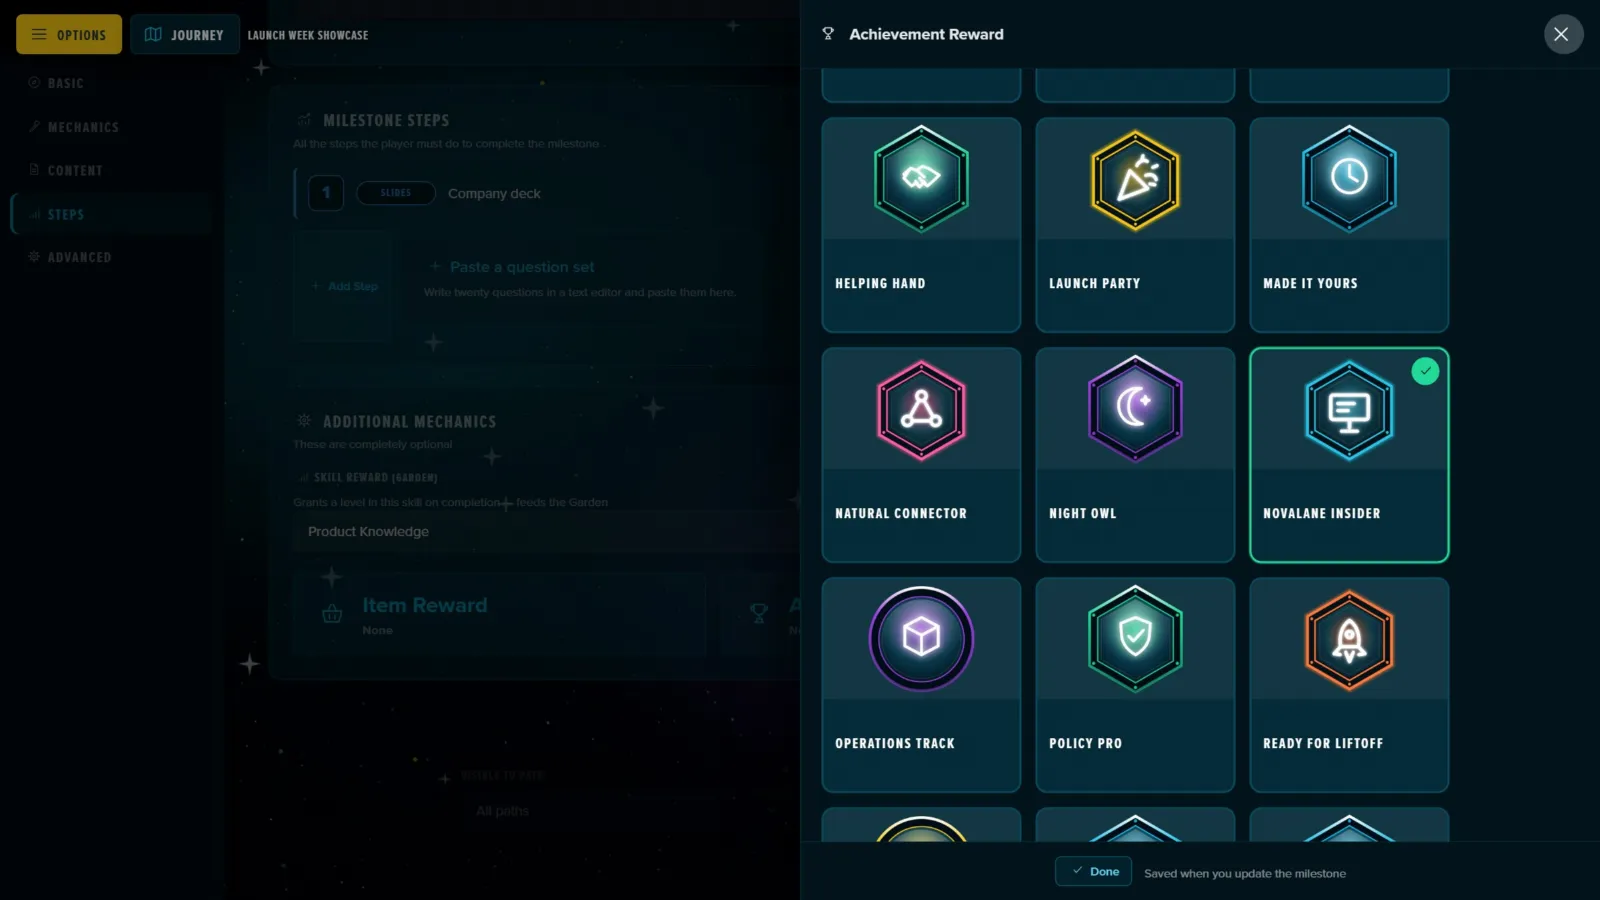 OPTIONS
JOURNEY
LAUNCH WEEK SHOWCASE
BASIC
MECHANICS
CONTENT
STEPS
ADVANCED
MILESTONE STEPS
All the steps the player must do to complete the milestone.
1
SLIDES
Company deck
+ Add Step
+ Paste a question set
Write twenty questions in a text editor and paste them here.
ADDITIONAL MECHANICS
These are completely optional
SKILL REWARD (GARDEN)
Grants a level in this skill on completion — feeds the Garden
Product Knowledge
Item Reward
None
All paths
Achievement Reward
HELPING HAND
LAUNCH PARTY
MADE IT YOURS
NATURAL CONNECTOR
NIGHT OWL
NOVALANE INSIDER
OPERATIONS TRACK
POLICY PRO
READY FOR LIFTOFF
Done
Saved when you update the milestone